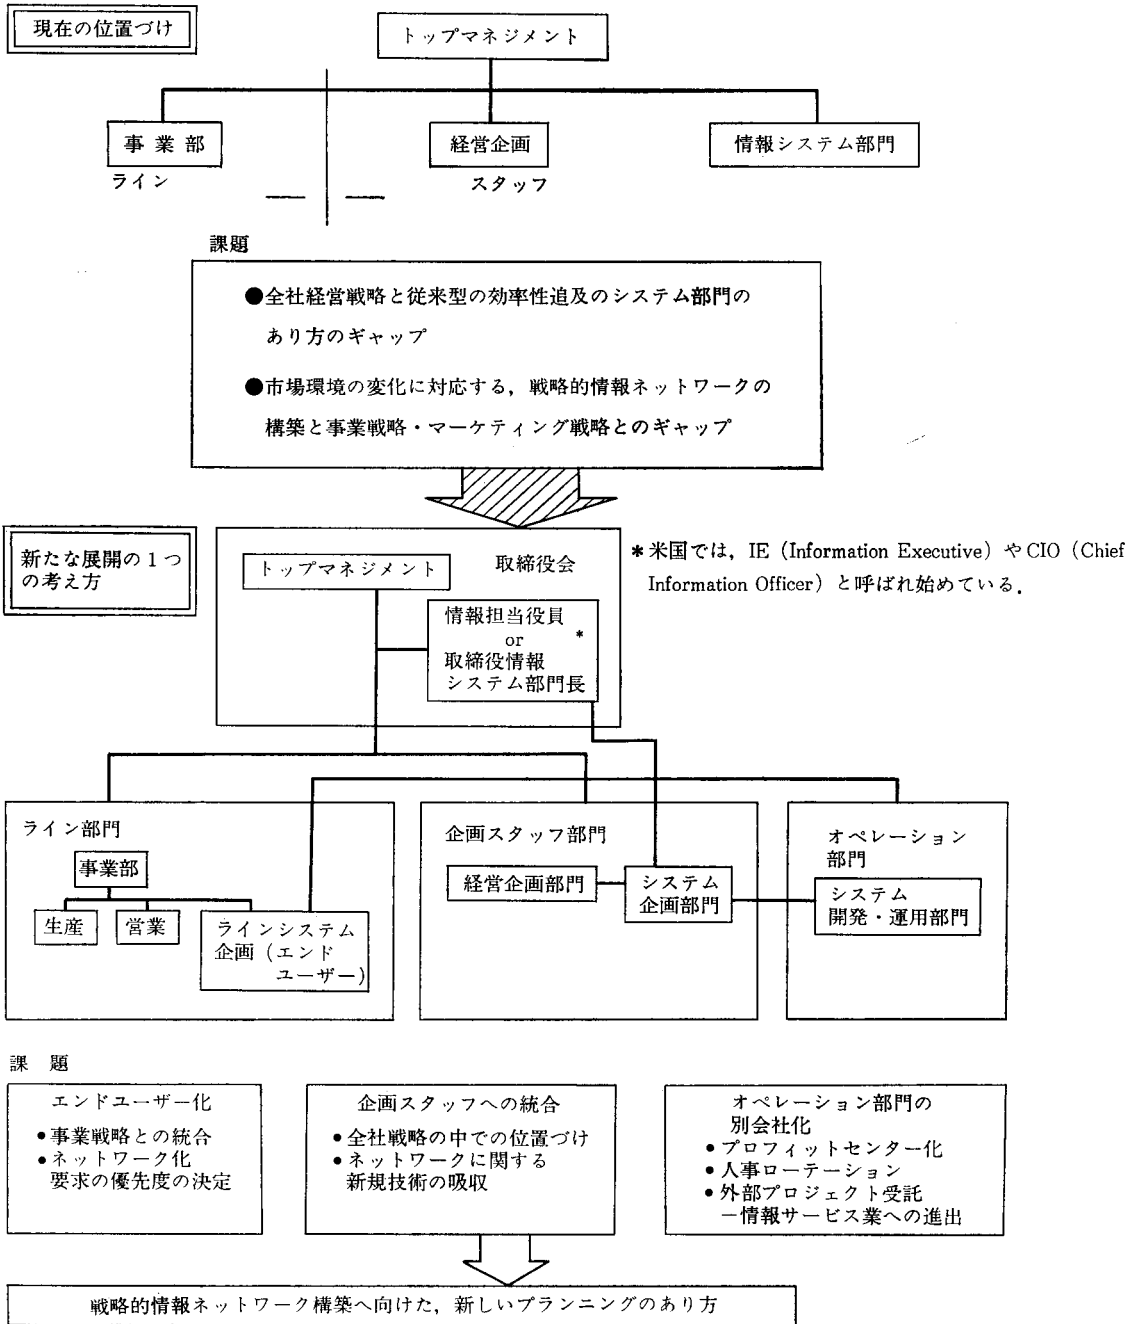 現在の位置づけ
トップマネジメント
事業部
経営企画
情報システム部門
ライン
スタッフ
課題
●全社経営戦略と従来型の効率性追及のシステム部門の
あり方のギャップ
●市場環境の変化に対応する，戦略的情報ネットワークの
構築と事業戦略・マーケティング戦略とのギャップ
新たな展開の1つ
の考え方
トップマネジメント
取締役会
情報担当役員
or
*
取締役情報
システム部門長
*米国では，IE（Information Executive）やCIO（Chief
Information Officer）と呼ばれ始めている．
ライン部門
事業部
生産
営業
ラインシステム
企画（エンド
ユーザー）
企画スタッフ部門
経営企画部門
システム
企画部門
オペレーション
部門
システム
開発・運用部門
課　題
エンドユーザー化
•事業戦略との統合
•ネットワーク化
要求の優先度の決定
企画スタッフへの統合
•全社戦略の中での位置づけ
•ネットワークに関する
新規技術の吸収
オペレーション部門の
別会社化
•プロフィットセンター化
•人事ローテーション
•外部プロジェクト受託
－情報サービス業への進出
戦略的情報ネットワーク構築へ向けた，新しいプランニングのあり方